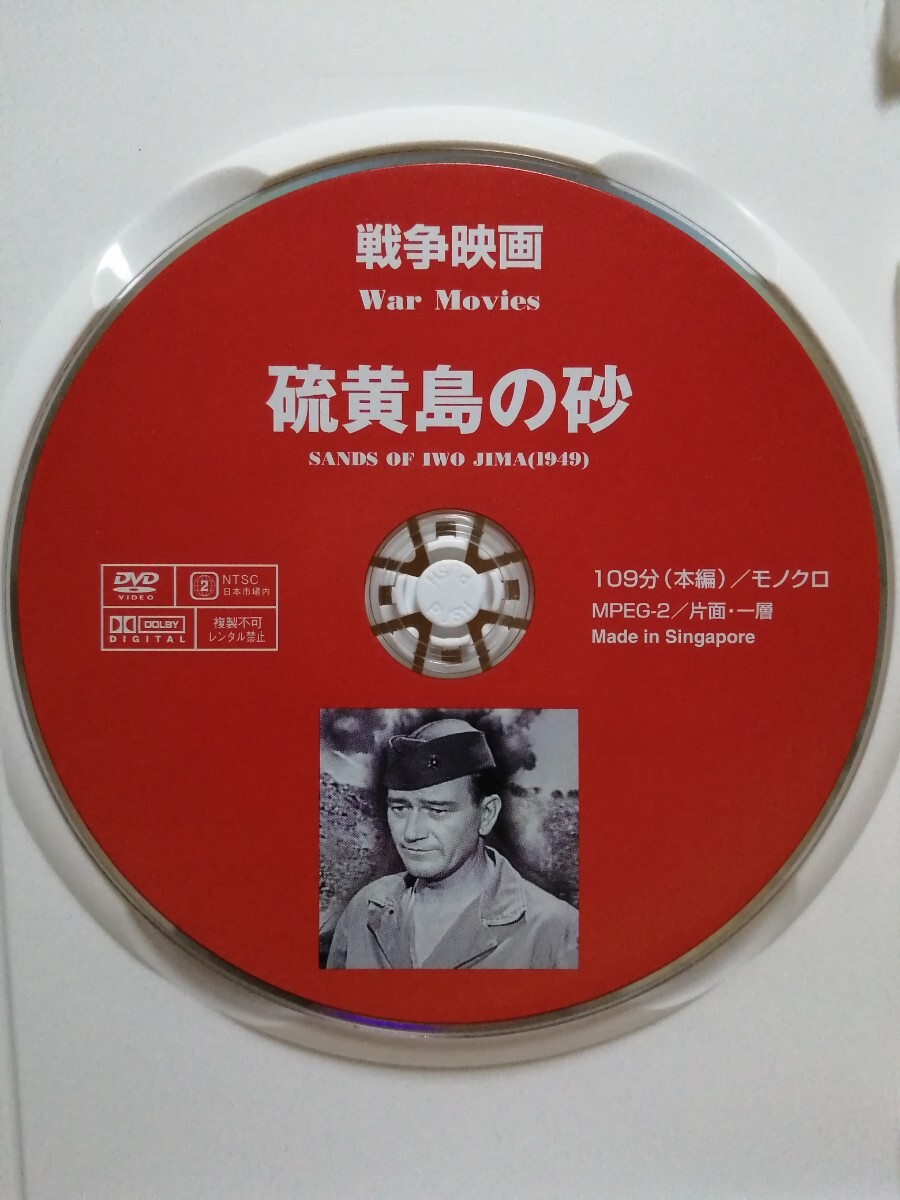 戦争映画
War Movies
硫黄島の砂
SANDS OF IWO JIMA(1949)
DVD
VIDEO
2
NTSC
日本市場内
DOLBY
DIGITAL
複製不可
レンタル禁止
109分(本編)/モノクロ
MPEG-2/片面・一層
Made in Singapore
PUSH